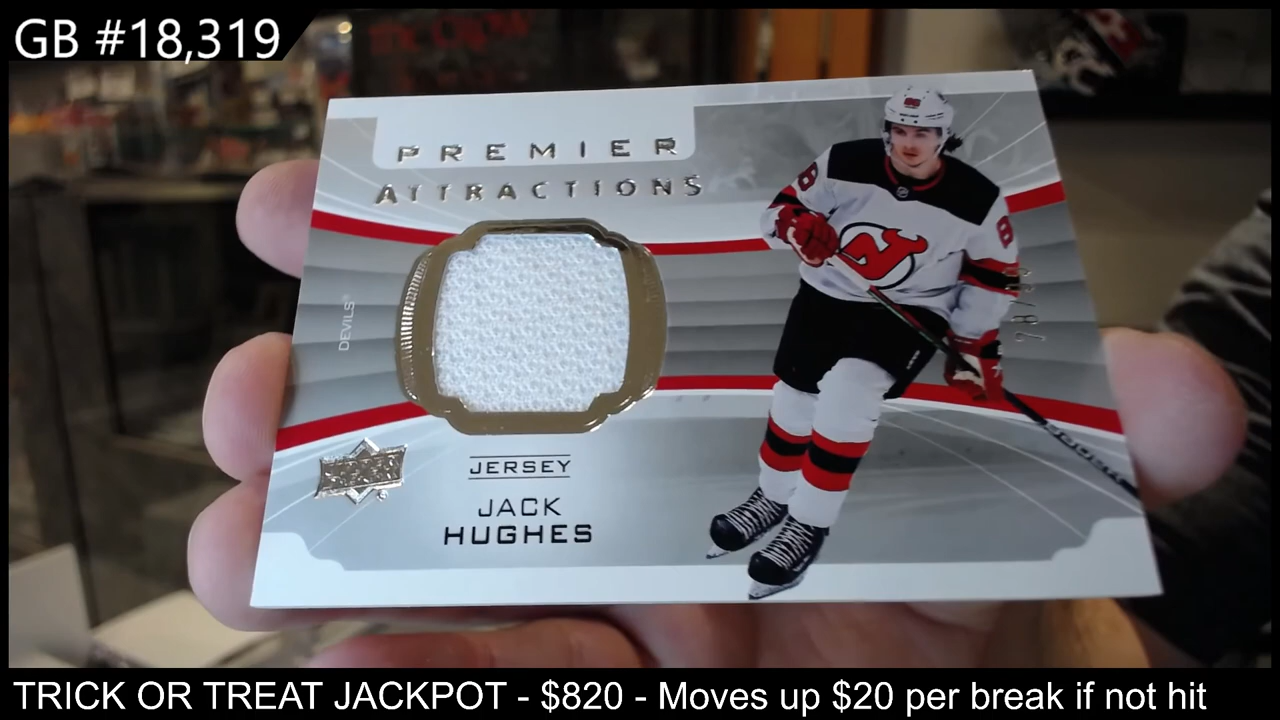 GB #18,319
PREMIER
ATTRACTIONS
DEVILS
JERSEY
JACK
HUGHES
TRICK OR TREAT JACKPOT - $820 - Moves up $20 per break if not hit